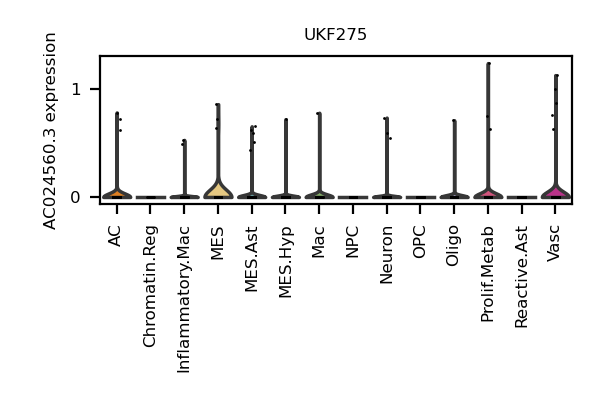 UKF275
AC024560.3 expression
1
0
AC
Chromatin.Reg
Inflammatory.Mac
MES
MES.Ast
MES.Hyp
Mac
NPC
Neuron
OPC
Oligo
Prolif.Metab
Reactive.Ast
Vasc